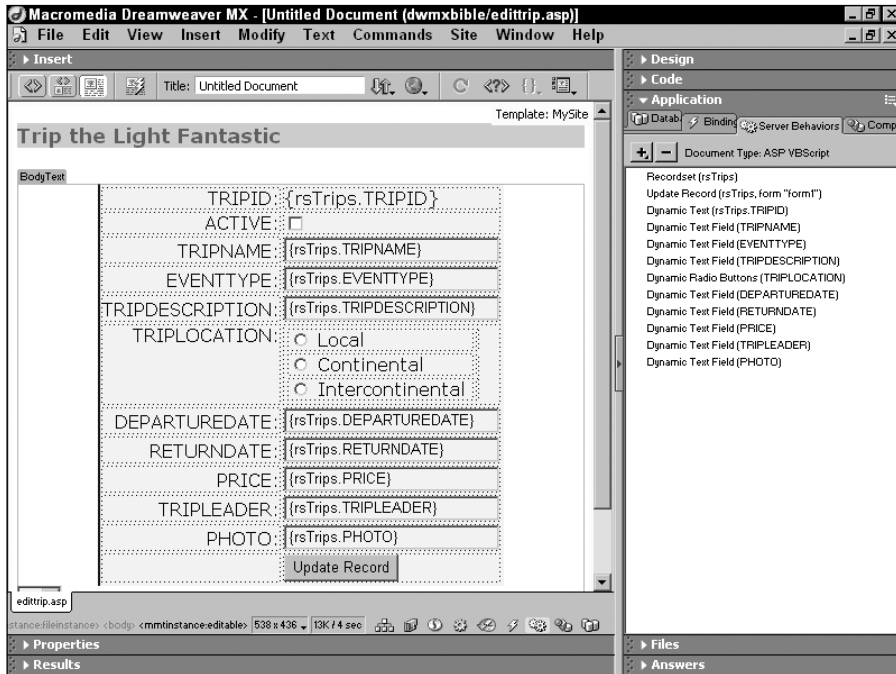 Macromedia Dreamweaver MX - [Untitled Document (dwmxbible/edittrip.asp)]
File Edit View Insert Modify Text Commands Site Window Help
Insert
Title: Untitled Document
Template: MySite
Trip the Light Fantastic
BodyText
TRIPID: {rsTrips.TRIPID}
ACTIVE:
TRIPNAME: {rsTrips.TRIPNAME}
EVENTTYPE: {rsTrips.EVENTTYPE}
TRIPDESCRIPTION: {rsTrips.TRIPDESCRIPTION}
TRIPLOCATION:
Local
Continental
Intercontinental
DEPARTUREDATE: {rsTrips.DEPARTUREDATE}
RETURNDATE: {rsTrips.RETURNDATE}
PRICE: {rsTrips.PRICE}
TRIPLEADER: {rsTrips.TRIPLEADER}
PHOTO: {rsTrips.PHOTO}
Update Record
edittrip.asp
stance:fileinstance> <body> <mmtinstance:editable> 538 x 436 13K / 4 sec
Properties
Results
Design
Code
Application
Datab Binding Server Behaviors Comp
Document Type: ASP VBScript
Recordset (rsTrips)
Update Record (rsTrips, form "form1")
Dynamic Text (rsTrips.TRIPID)
Dynamic Text Field (TRIPNAME)
Dynamic Text Field (EVENTTYPE)
Dynamic Text Field (TRIPDESCRIPTION)
Dynamic Radio Buttons (TRIPLOCATION)
Dynamic Text Field (DEPARTUREDATE)
Dynamic Text Field (RETURNDATE)
Dynamic Text Field (PRICE)
Dynamic Text Field (TRIPLEADER)
Dynamic Text Field (PHOTO)
Files
Answers